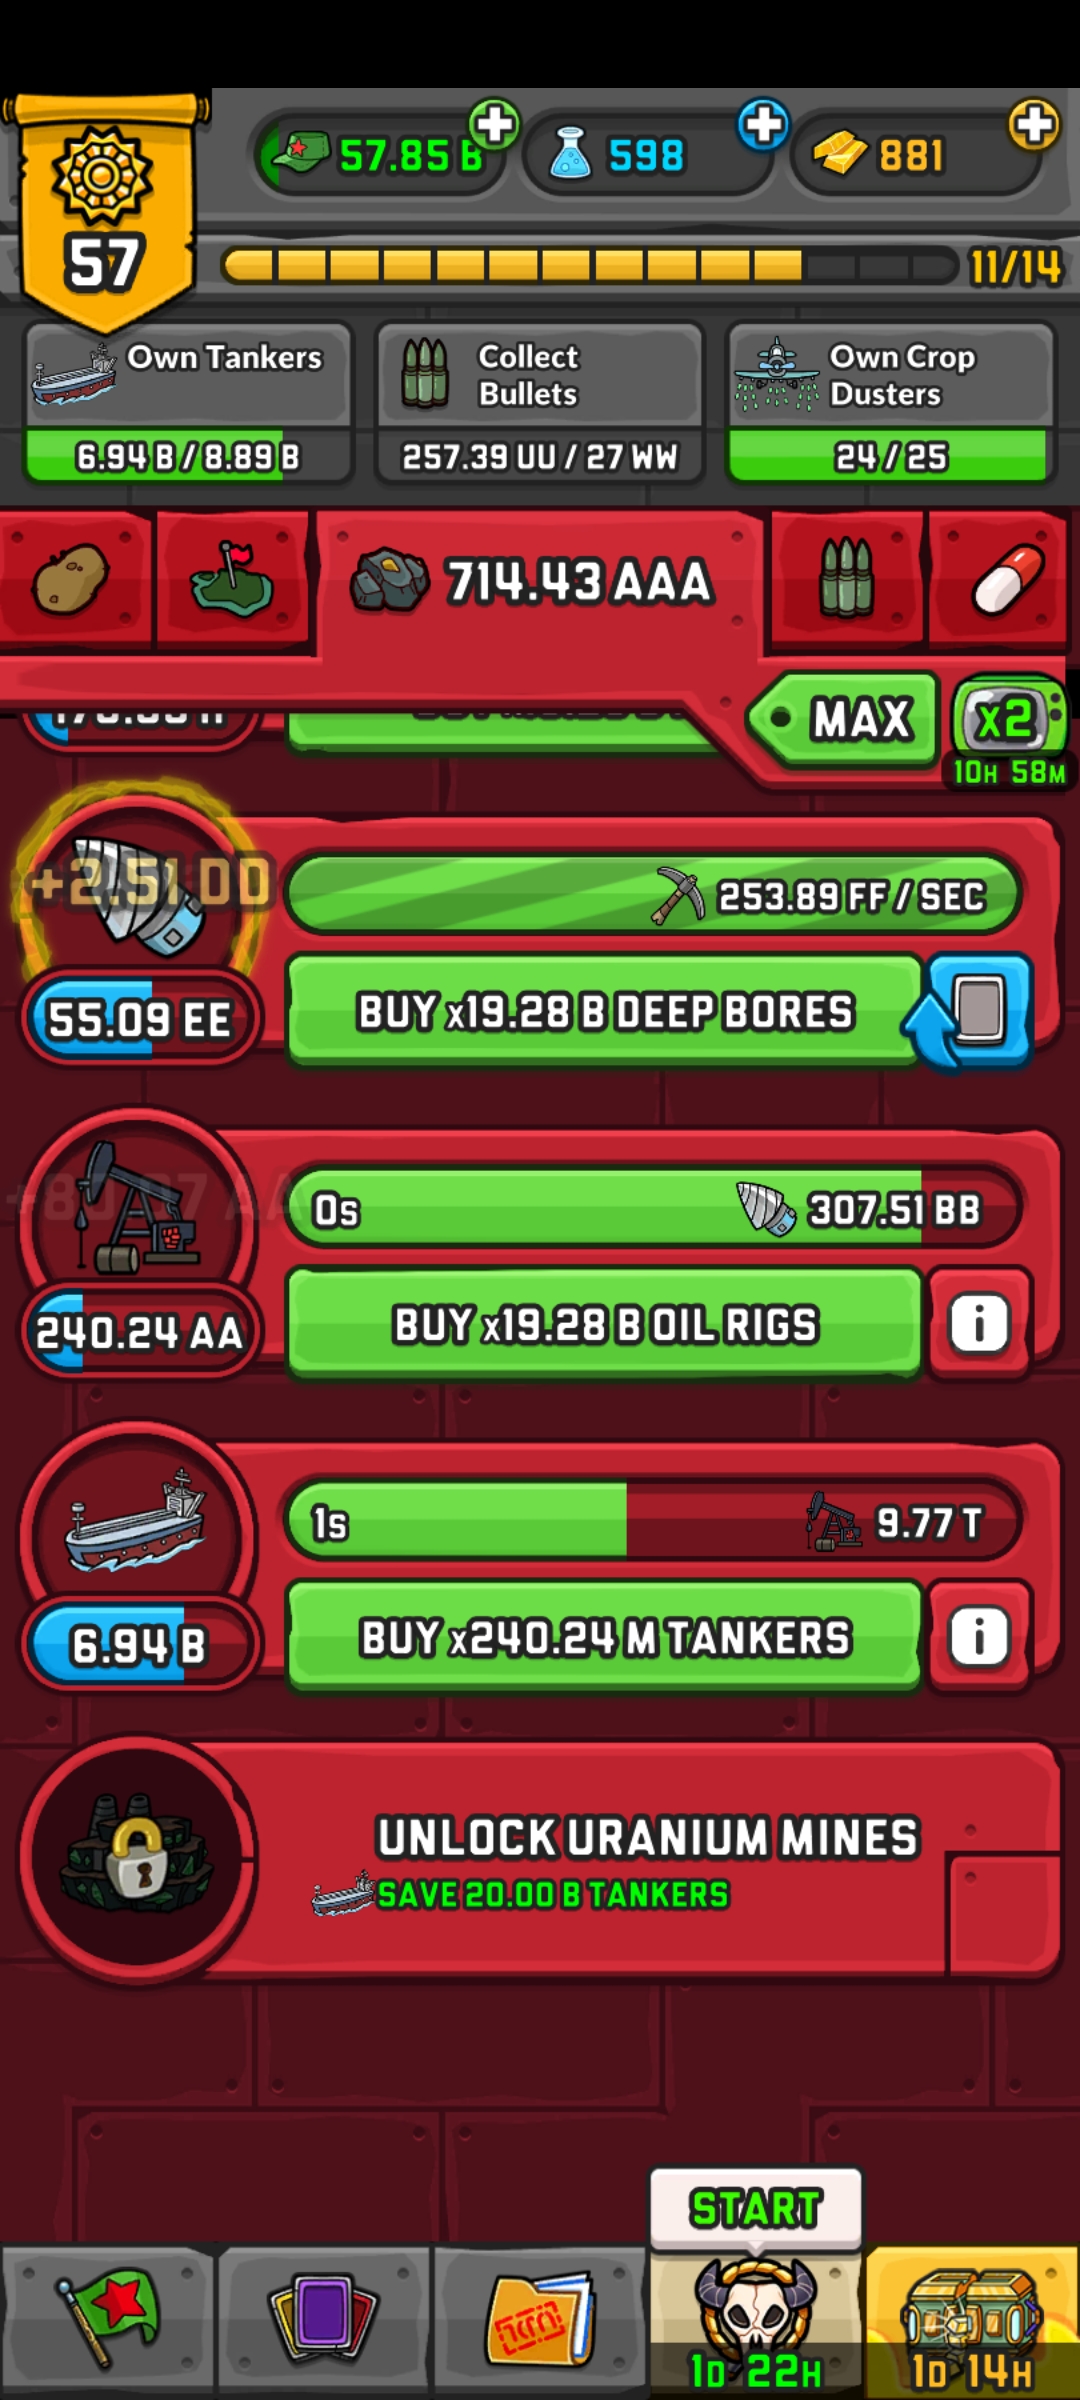 57.85 B
598
881
57
11/14
Own Tankers
6.94 B / 8.89 B
Collect
Bullets
257.39 UU / 27 WW
Own Crop
Dusters
24 / 25
714.43 AAA
MAX
x2
10H 58M
+2.51 DD
253.89 FF / SEC
55.09 EE
BUY x19.28 B DEEP BORES
0s
307.51 BB
240.24 AA
BUY x19.28 B OIL RIGS
i
1s
9.77 T
6.94 B
BUY x240.24 M TANKERS
i
UNLOCK URANIUM MINES
SAVE 20.00 B TANKERS
START
1D 22H
1D 14H